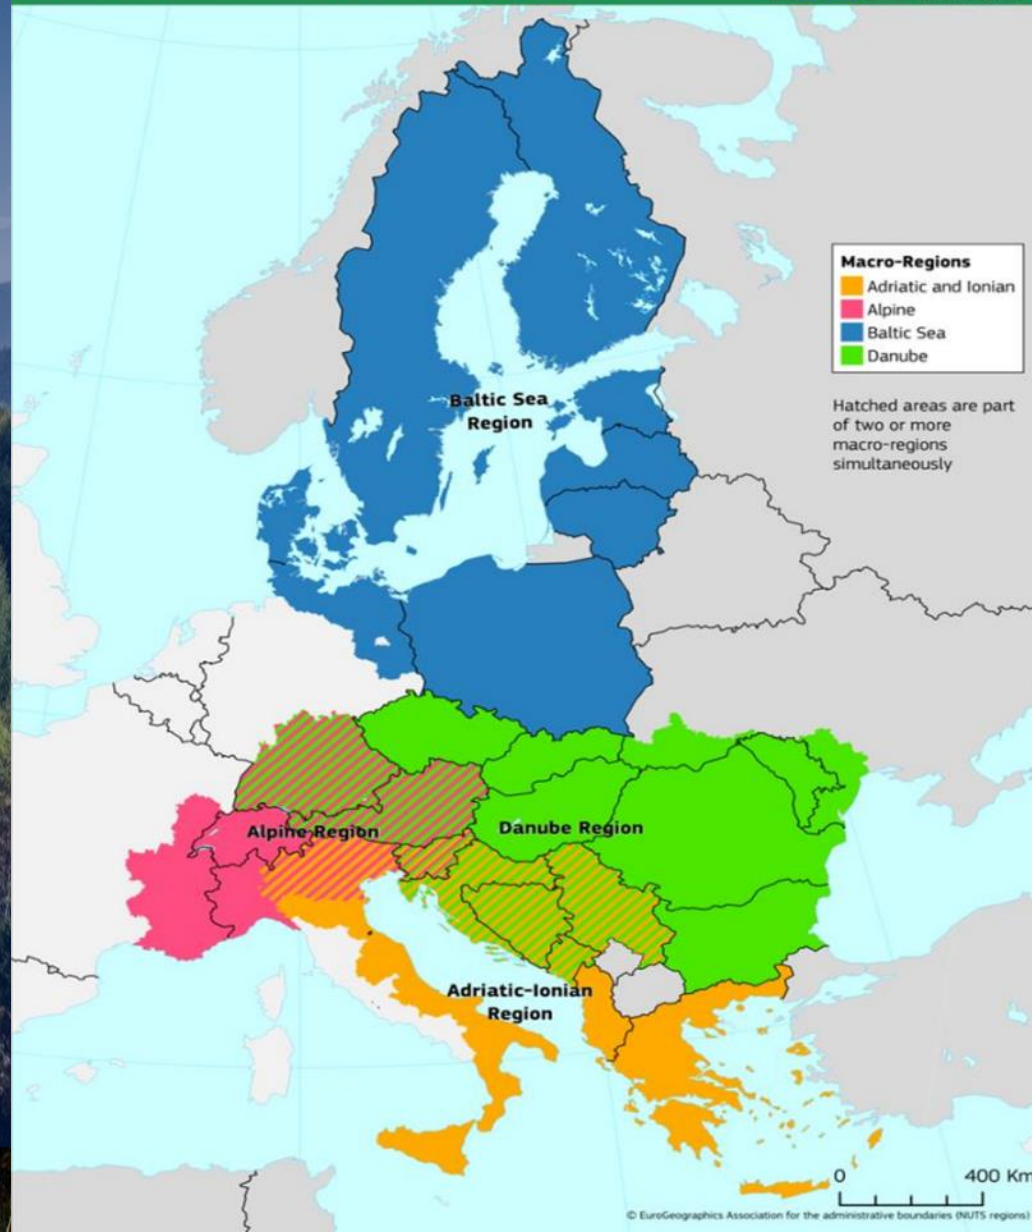 Macro-Regions
Adriatic and Ionian
Alpine
Baltic Sea
Danube
Hatched areas are part
of two or more
macro-regions
simultaneously
Baltic Sea
Region
Alpine Region
Danube Region
Adriatic-Ionian
Region
0 400 Km
© EuroGeographics Association for the administrative boundaries (NUTS regions)